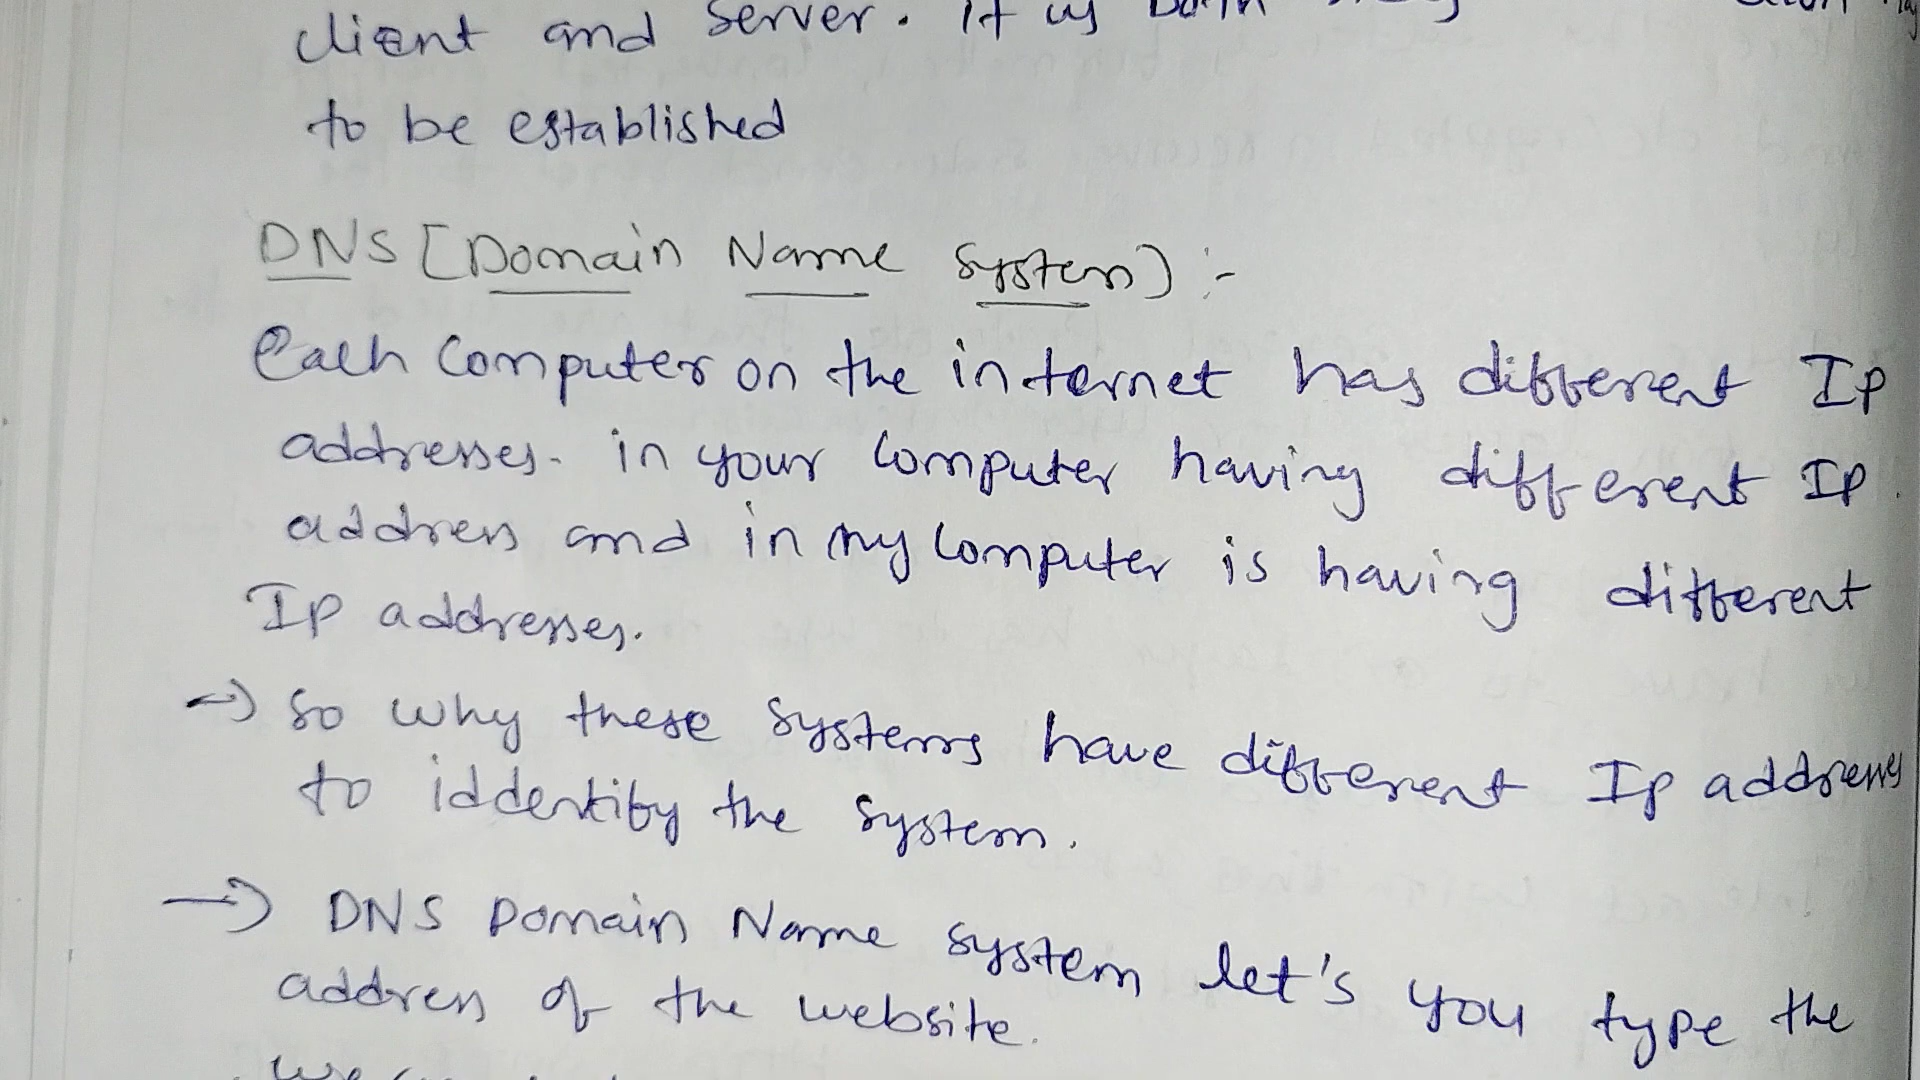 client and Server. It is
to be established
DNS [Domain Name System) :-
Each Computer on the internet has different Ip
addresses. in your Computer having different IP
address and in my Computer is having different
Ip addresses.
→ So why these Systems have different Ip addresses
to iddentify the System.
→ DNS Domain Name System let's you type the
address of the website.